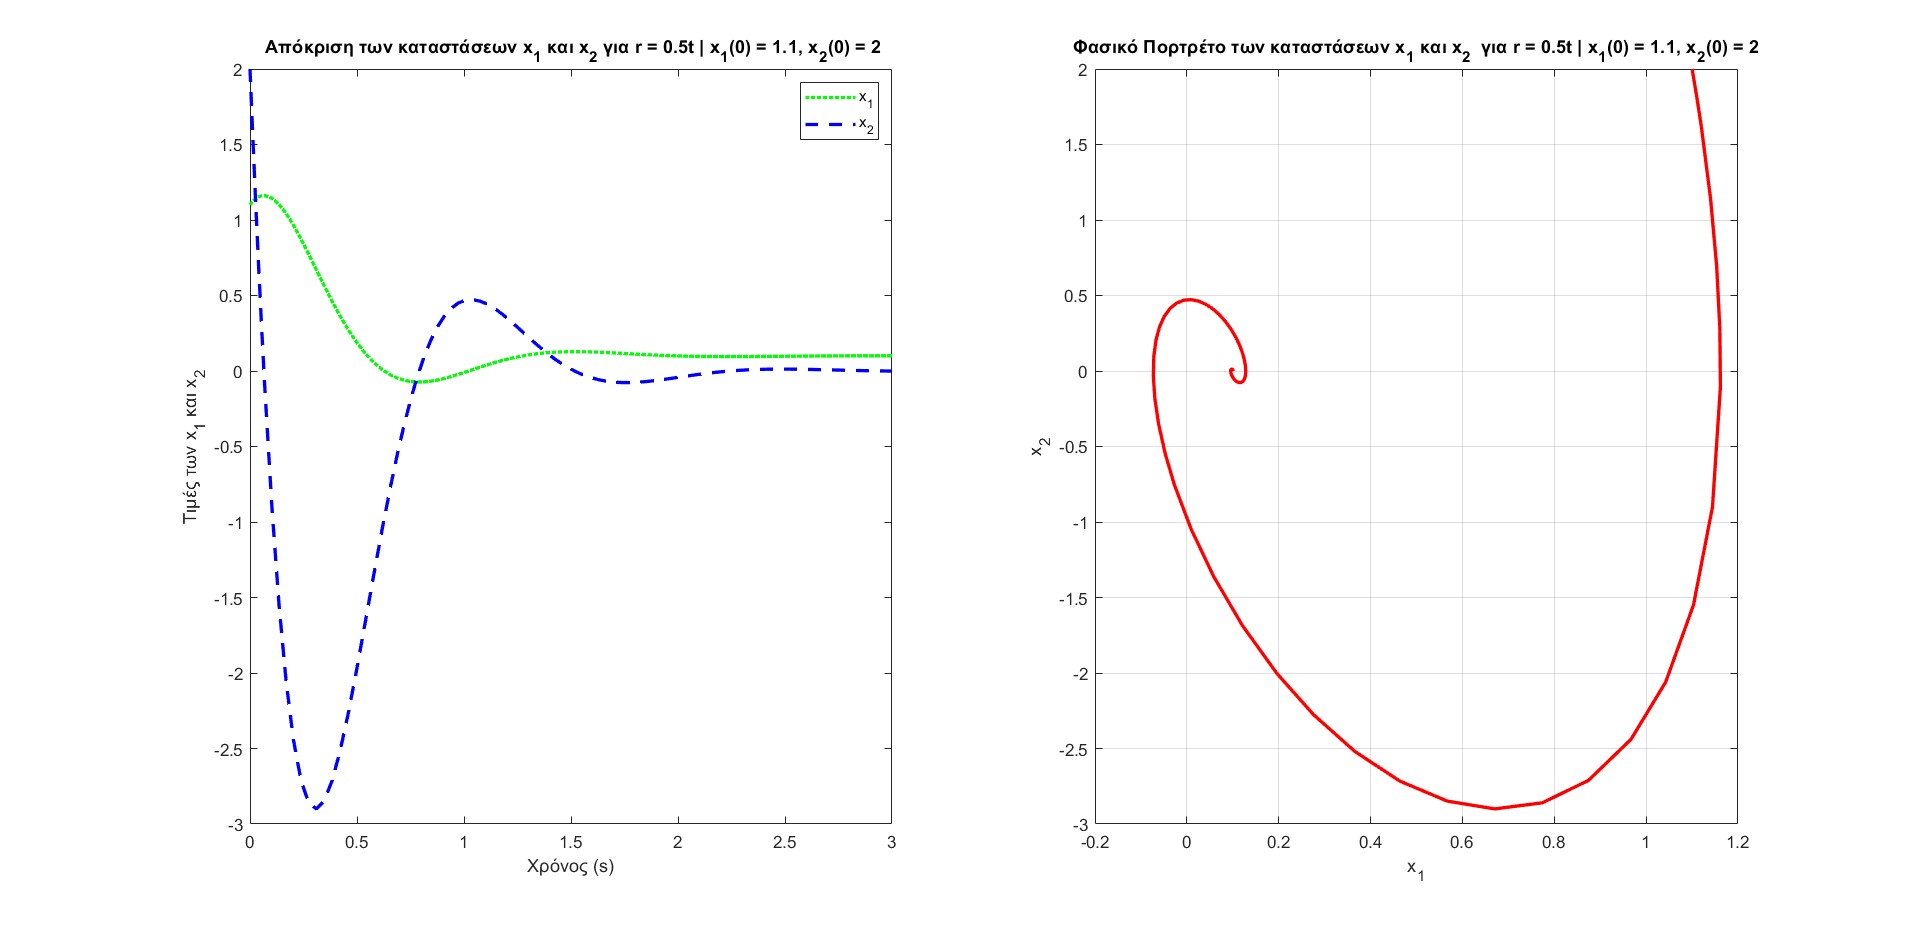 Απόκριση των καταστάσεων x1 και x2 για r = 0.5t | x1(0) = 1.1, x2(0) = 2
x1
x2
Τιμές των x1 και x2
2
1.5
1
0.5
0
-0.5
-1
-1.5
-2
-2.5
-3
0 0.5 1 1.5 2 2.5 3
Χρόνος (s)
Φασικό Πορτρέτο των καταστάσεων x1 και x2 για r = 0.5t | x1(0) = 1.1, x2(0) = 2
x2
2
1.5
1
0.5
0
-0.5
-1
-1.5
-2
-2.5
-3
-0.2 0 0.2 0.4 0.6 0.8 1 1.2
x1